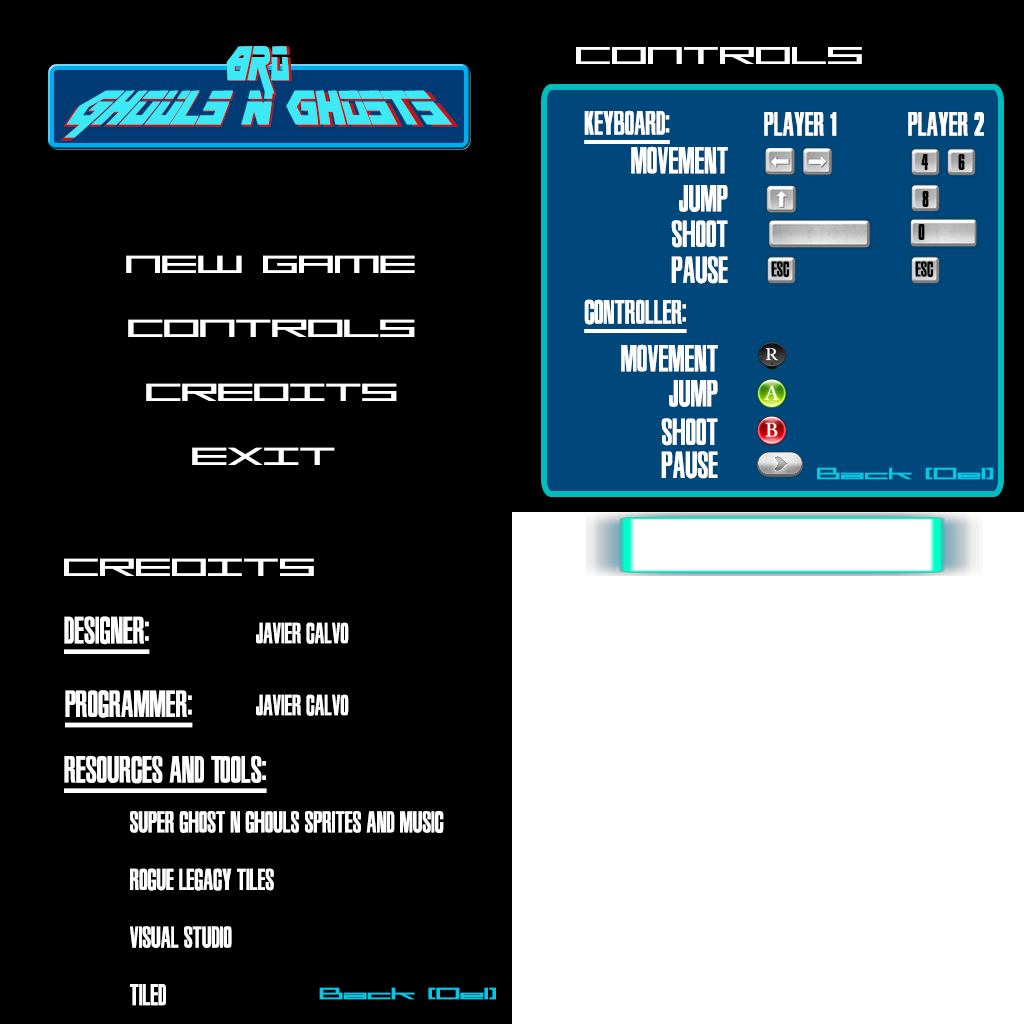 BRU
GHOULS N GHOSTS
NEW GAME
CONTROLS
CREDITS
EXIT
CONTROLS
KEYBOARD: PLAYER 1 PLAYER 2
MOVEMENT ← → 4 6
JUMP ↑ 8
SHOOT 0
PAUSE ESC ESC
CONTROLLER:
MOVEMENT R
JUMP A
SHOOT B
PAUSE
Back (Del)
CREDITS
DESIGNER: JAVIER CALVO
PROGRAMMER: JAVIER CALVO
RESOURCES AND TOOLS:
SUPER GHOST N GHOULS SPRITES AND MUSIC
ROGUE LEGACY TILES
VISUAL STUDIO
TILED
Back (Del)